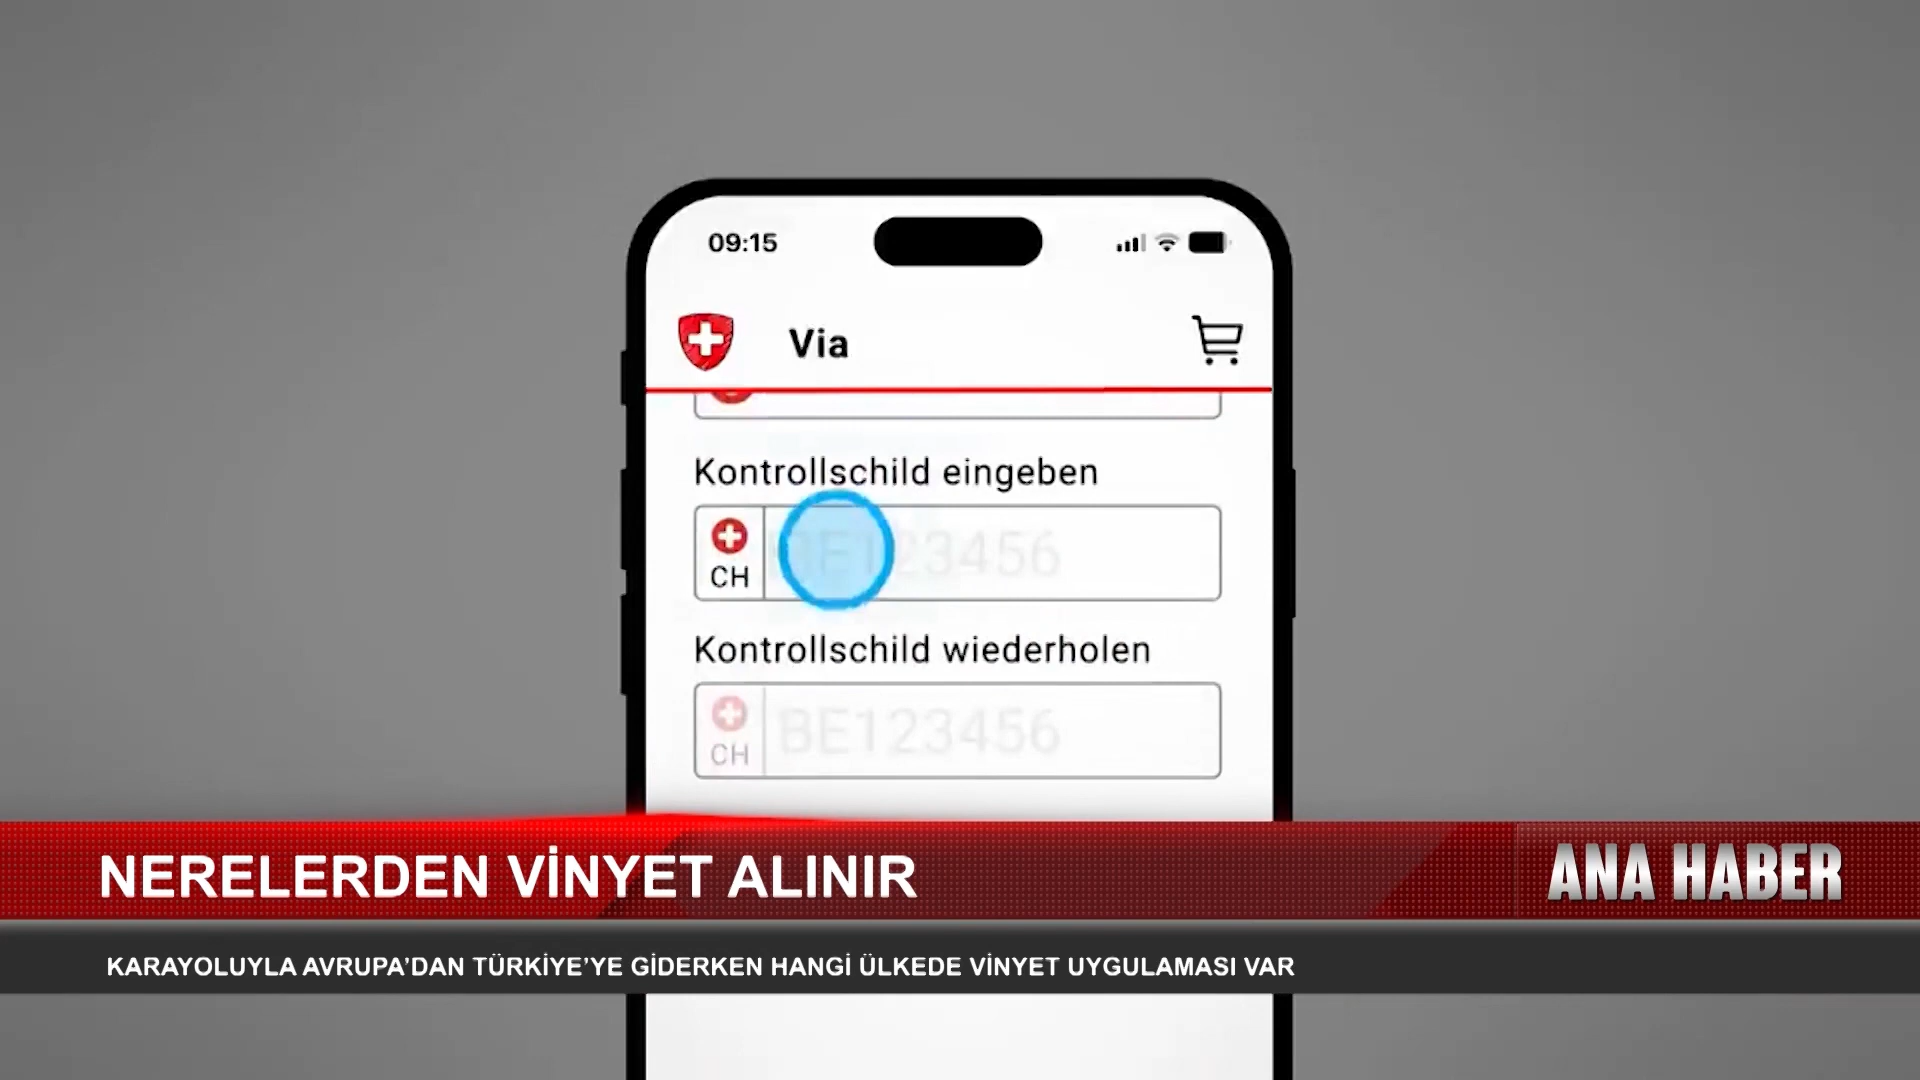 09:15
Via
Kontrollschild eingeben
CH
BE123456
Kontrollschild wiederholen
CH
BE123456
NERELERDEN VİNYET ALINIR
ANA HABER
KARAYOLUYLA AVRUPA’DAN TÜRKİYE’YE GİDERKEN HANGİ ÜLKEDE VİNYET UYGULAMASI VAR